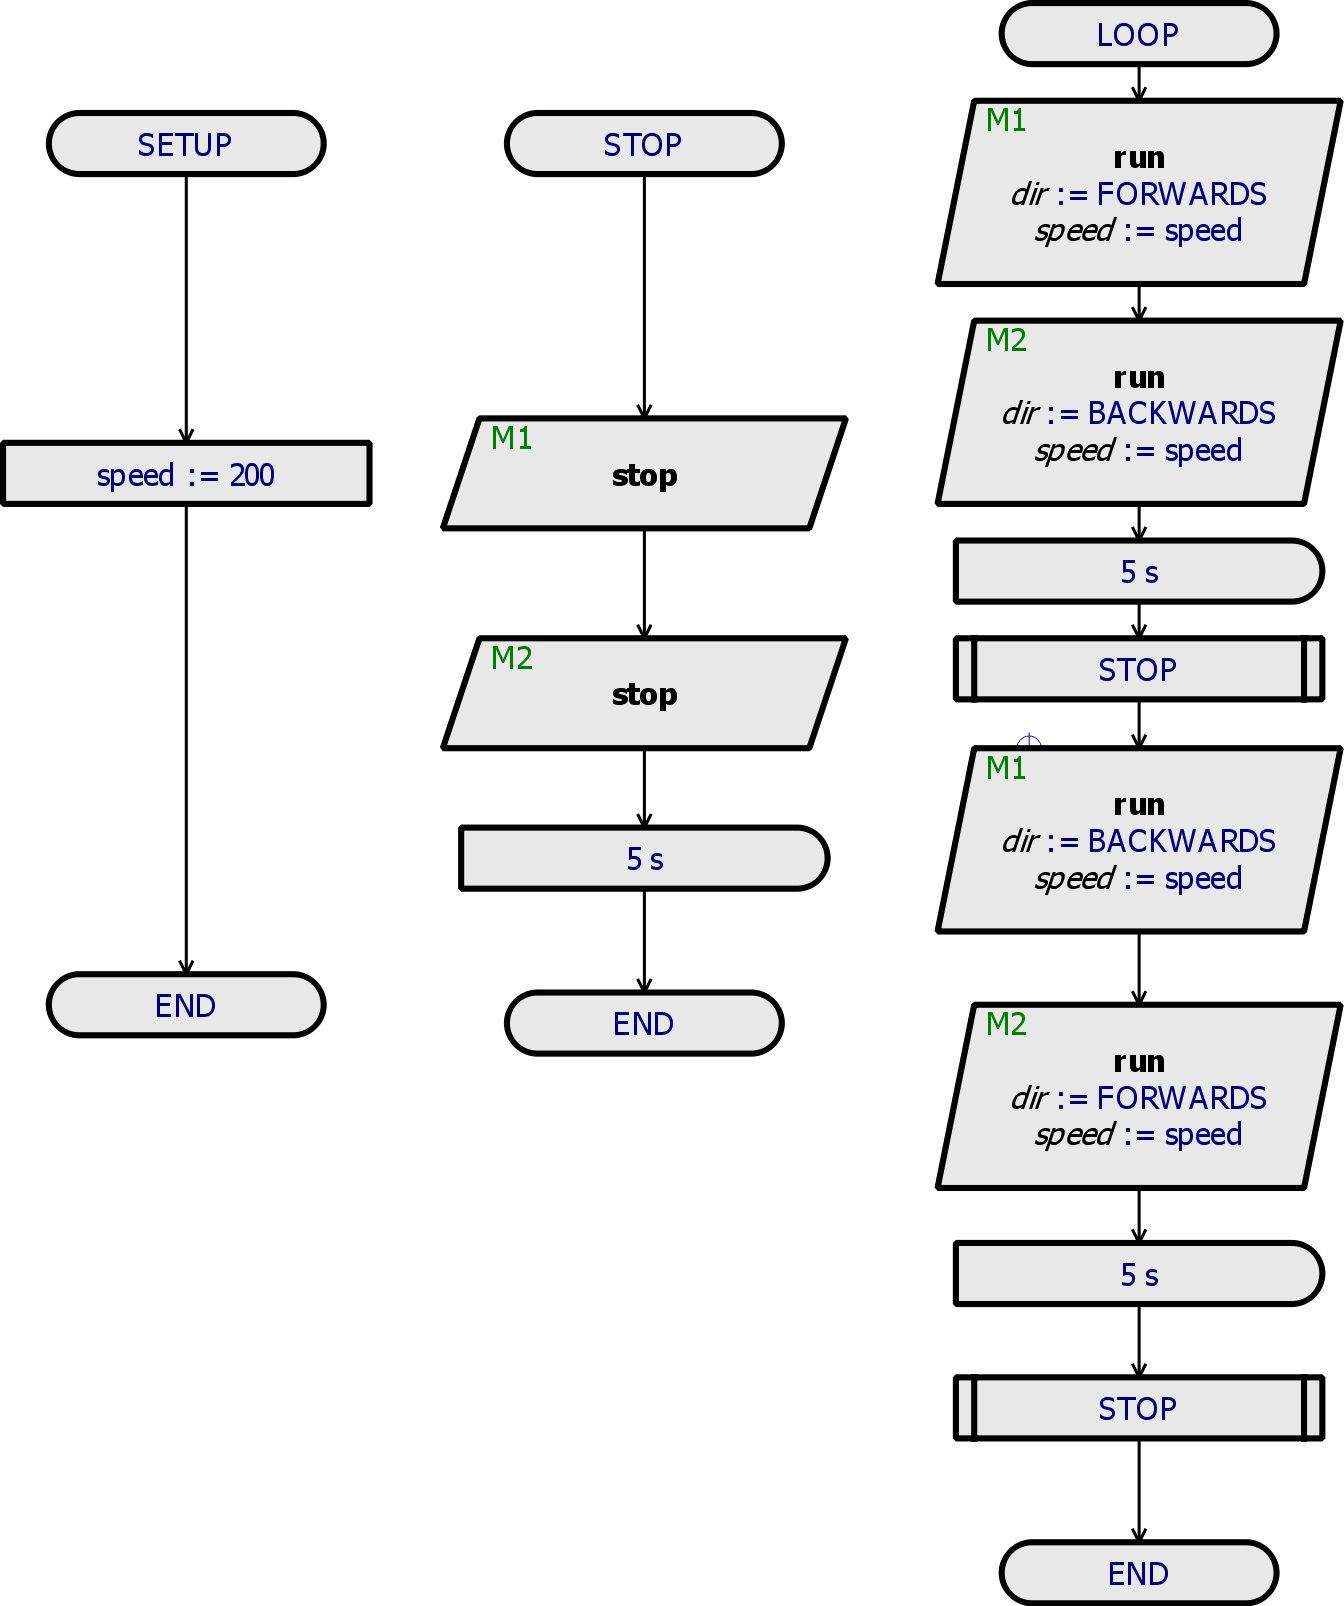 SETUP
speed := 200
END
STOP
M1
stop
M2
stop
5 s
END
LOOP
M1
run
dir := FORWARDS
speed := speed
M2
run
dir := BACKWARDS
speed := speed
5 s
STOP
M1
run
dir := BACKWARDS
speed := speed
M2
run
dir := FORWARDS
speed := speed
5 s
STOP
END